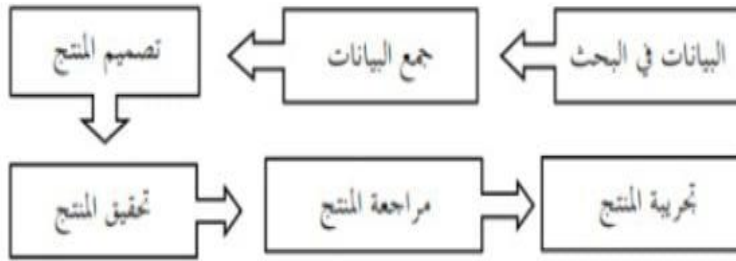 البيانات في البحث
جمع البيانات
تصميم المنتج
تحقيق المنتج
مراجعة المنتج
تجريبة المنتج